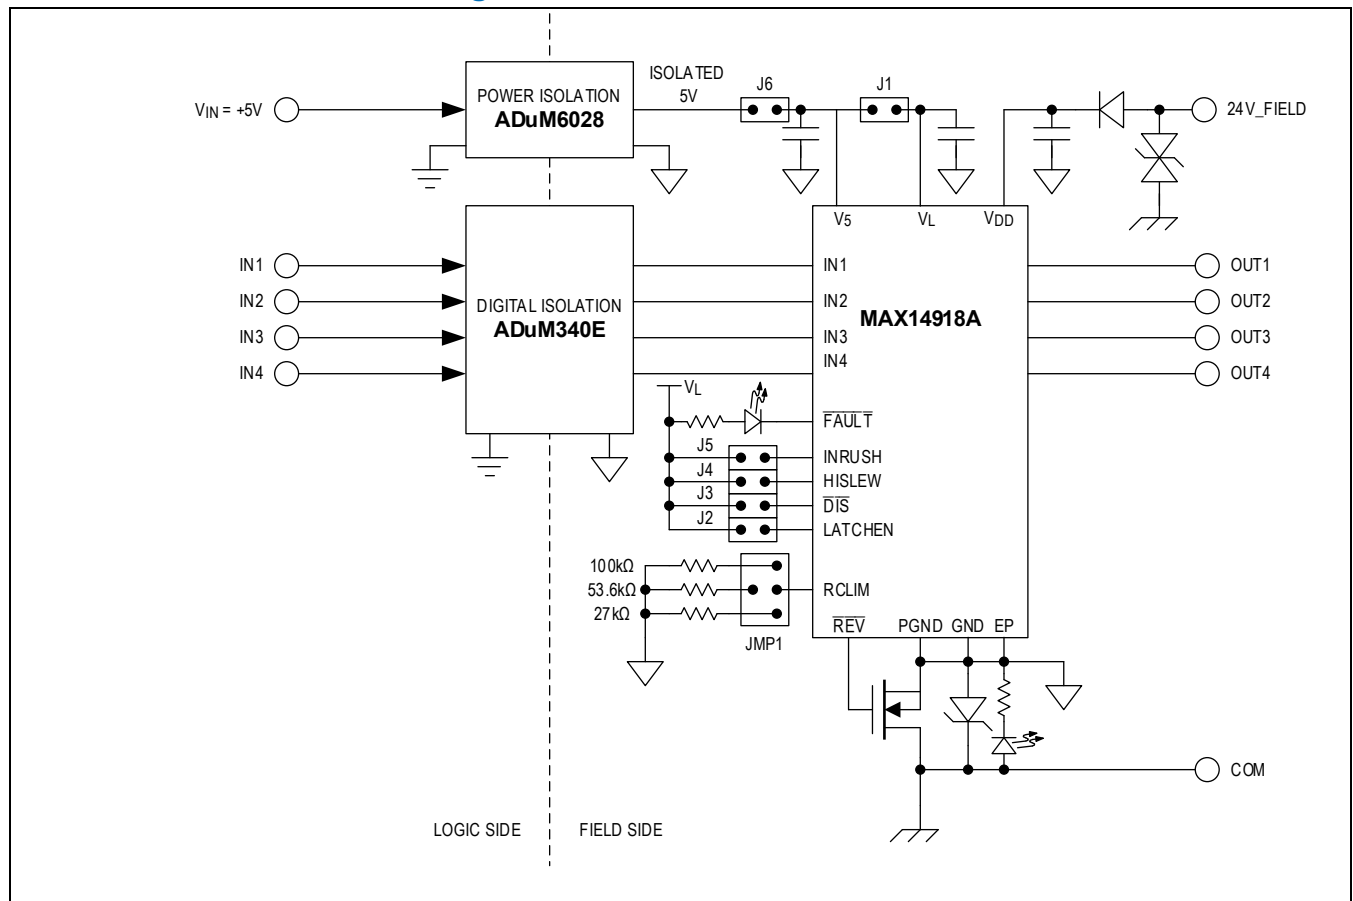 POWER ISOLATION
ADuM6028
ISOLATED
5V
J6
J1
VIN = +5V
24V_FIELD
V5
VL
VDD
IN1
IN2
IN3
IN4
DIGITAL ISOLATION
ADuM340E
IN1
IN2
IN3
IN4
MAX14918A
OUT1
OUT2
OUT3
OUT4
VL
FAULT
J5
INRUSH
J4
HISLEW
J3
DIS
J2
LATCHEN
100kΩ
53.6kΩ
27kΩ
RCLIM
JMP1
REV
PGND
GND
EP
COM
LOGIC SIDE
FIELD SIDE